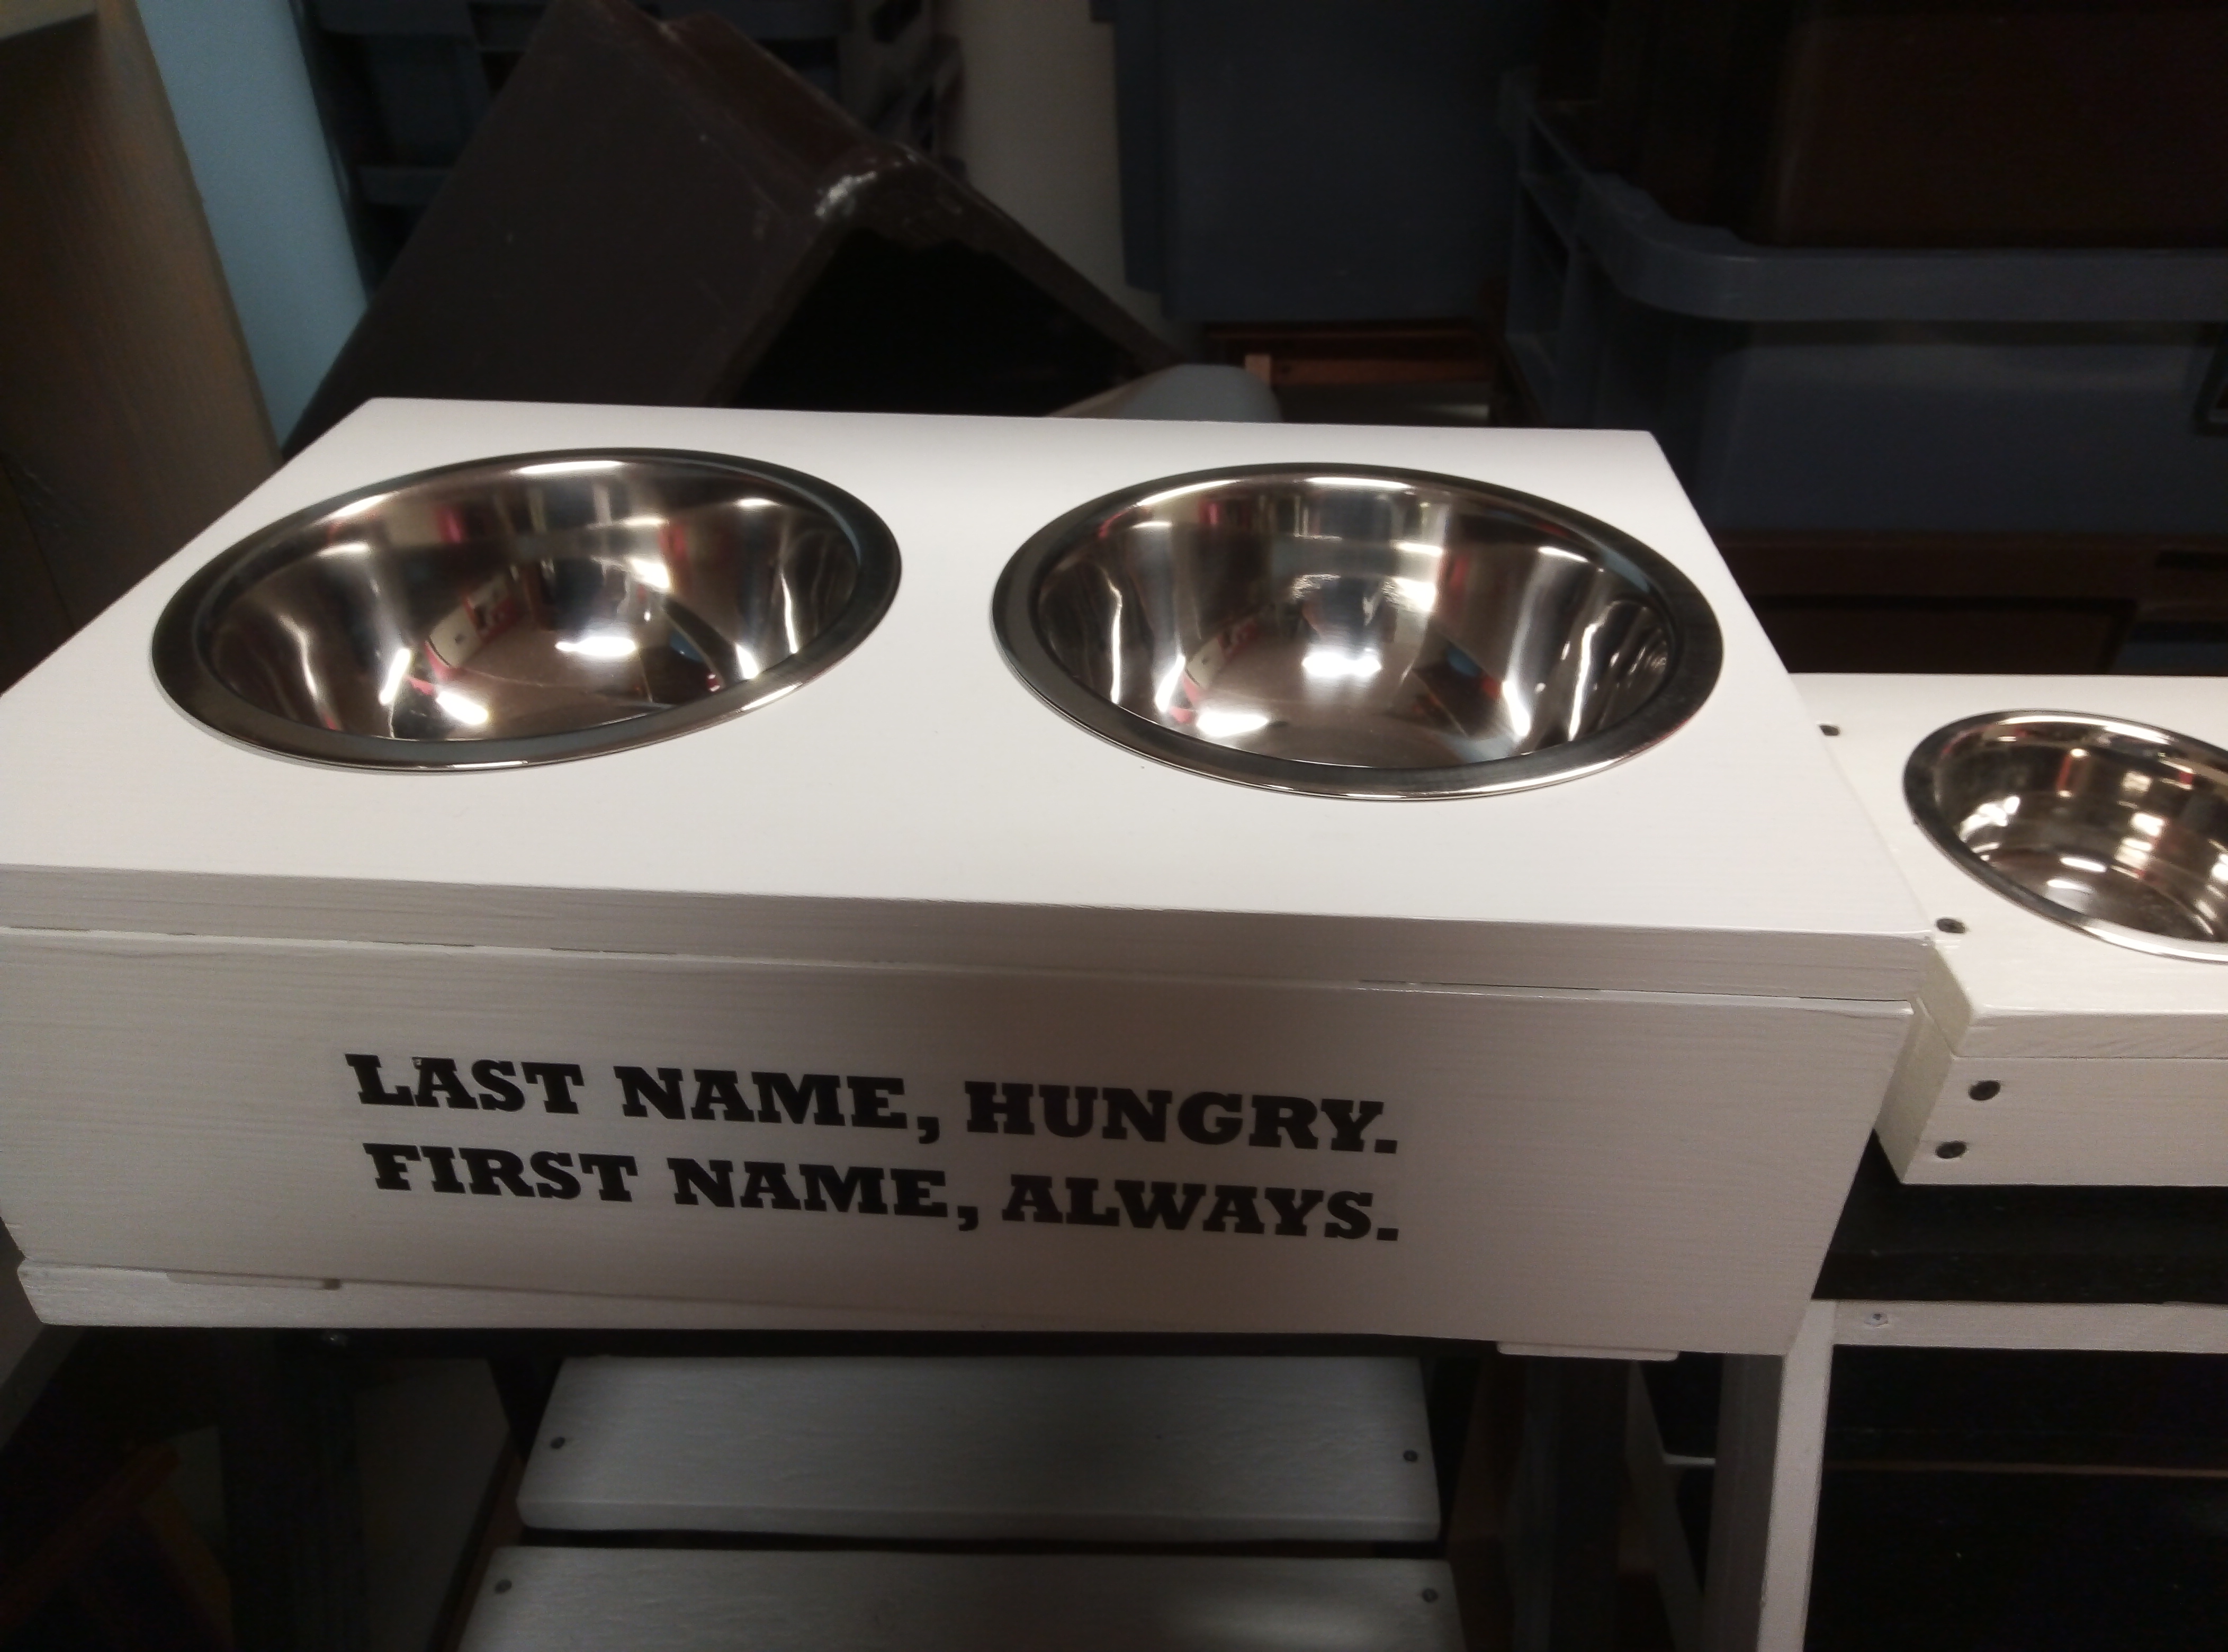 LAST NAME, HUNGRY.
FIRST NAME, ALWAYS.